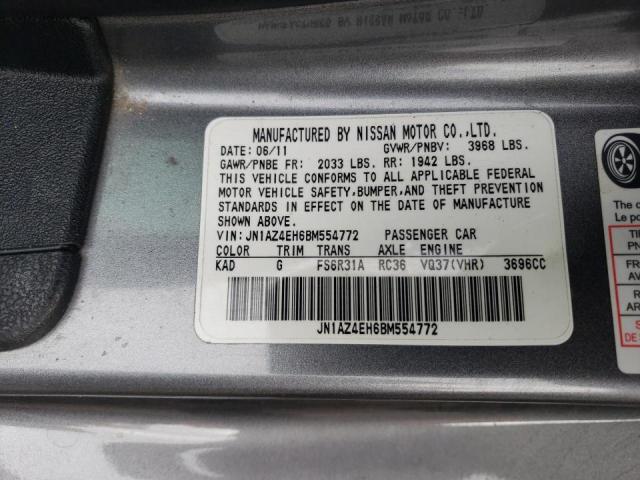 MANUFACTURED BY NISSAN MOTOR CO.,LTD.
DATE: 06/11 GVWR/PNBV: 3968 LBS.
GAWR/PNBE FR: 2033 LBS. RR: 1942 LBS.
THIS VEHICLE CONFORMS TO ALL APPLICABLE FEDERAL
MOTOR VEHICLE SAFETY,BUMPER,AND THEFT PREVENTION
STANDARDS IN EFFECT ON THE DATE OF MANUFACTURE
SHOWN ABOVE.
VIN:JN1AZ4EH6BM554772 PASSENGER CAR
COLOR TRIM TRANS AXLE ENGINE
KAD G FS6R31A RC36 VQ37(VHR) 3696CC
JN1AZ4EH6BM554772
The
Le